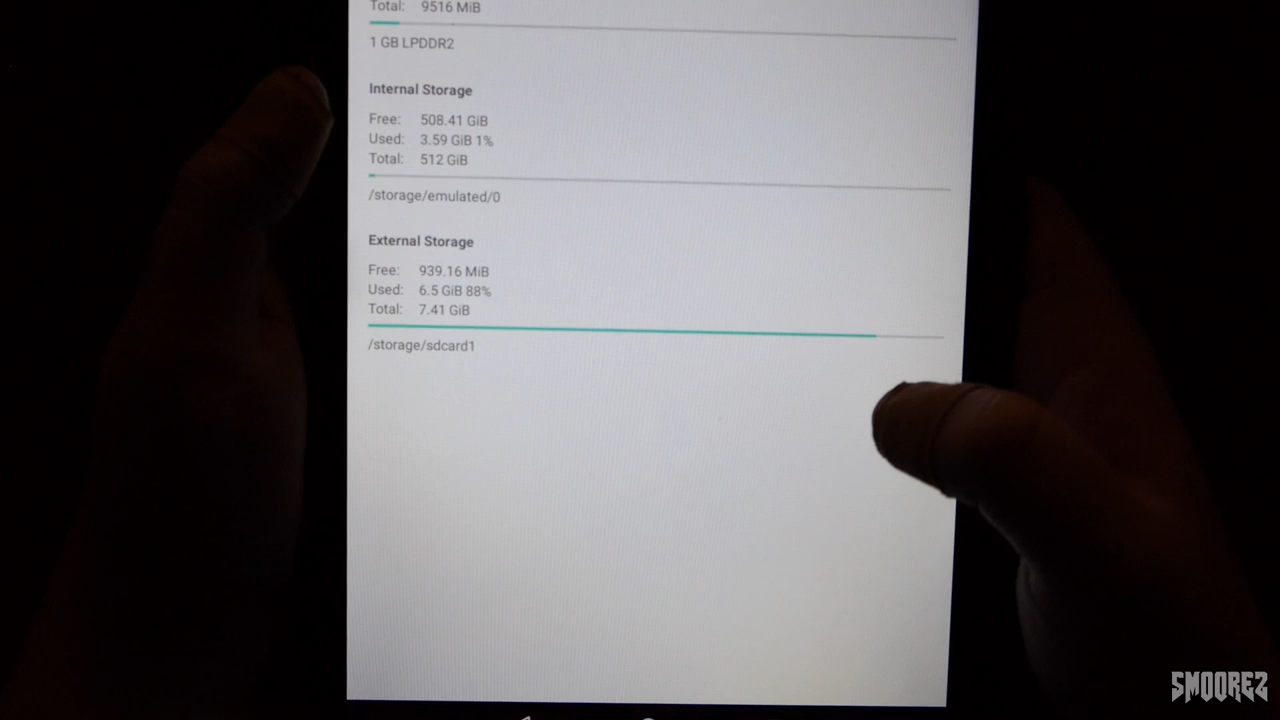 Total: 9516 MiB
1 GB LPDDR2
Internal Storage
Free: 508.41 GiB
Used: 3.59 GiB 1%
Total: 512 GiB
/storage/emulated/0
External Storage
Free: 939.16 MiB
Used: 6.5 GiB 88%
Total: 7.41 GiB
/storage/sdcard1
SMOOREZ